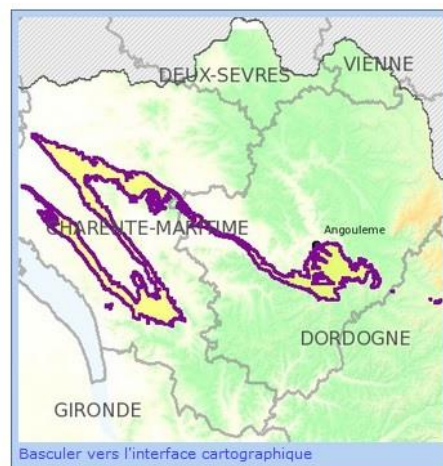 DEUX-SEVRES
VIENNE
CHARENTE-MARITIME
Angouleme
DORDOGNE
GIRONDE
Basculer vers l'interface cartographique